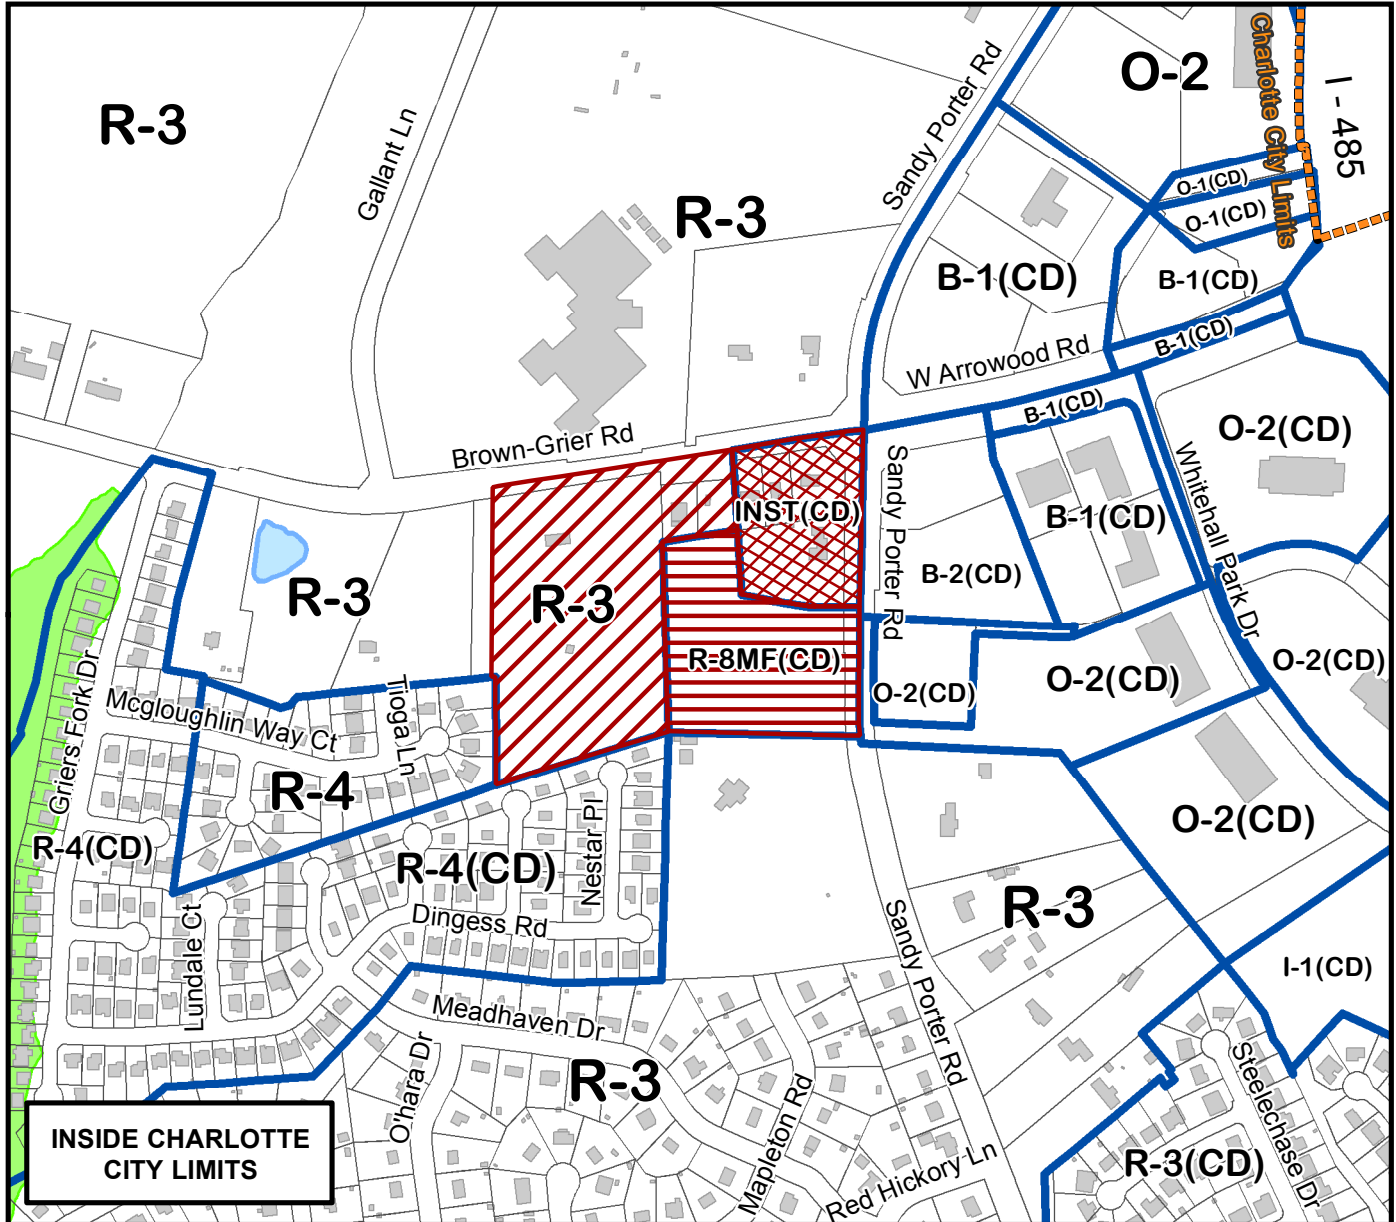 O-2
Charlotte City Limits
I - 485
R-3
Gallant Ln
Sandy Porter Rd
R-3
O-1(CD)
O-1(CD)
B-1(CD)
B-1(CD)
B-1(CD)
W Arrowood Rd
B-1(CD)
O-2(CD)
Brown-Grier Rd
Sandy Porter Rd
Whitehall Park Dr
INST(CD)
B-1(CD)
B-2(CD)
R-3
R-3
R-8MF(CD)
O-2(CD)
O-2(CD)
O-2(CD)
Griers Fork Dr
Mcgloughlin Way Ct
Tioga Ln
R-4
Nestar Pl
O-2(CD)
R-4(CD)
R-4(CD)
Dingess Rd
Lundale Ct
R-3
Sandy Porter Rd
I-1(CD)
Meadhaven Dr
O'hara Dr
R-3
Mapleton Rd
Red Hickory Ln
Steelechase Dr
R-3(CD)
INSIDE CHARLOTTE
CITY LIMITS